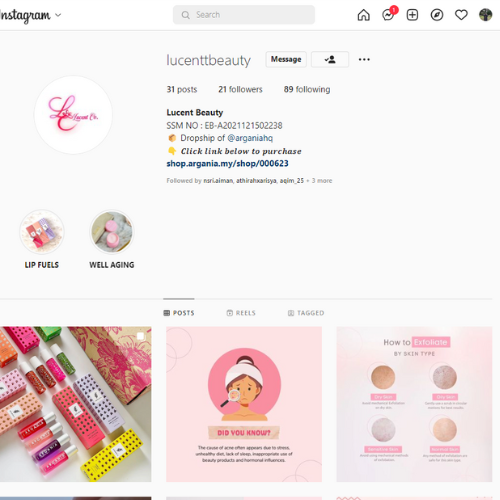 Instagram
Search
1
lucenttbeauty
Message
31 posts 21 followers 89 following
Lucent Beauty
SSM NO : EB-A2021121502238
Dropship of @arganiahq
Click link below to purchase
shop.argania.my/shop/000623
Followed by nsri.aiman, athirahxarisya, aqim_25 + 3 more
Lucent Co.
LIP FUELS
WELL AGING
POSTS
REELS
TAGGED
DID YOU KNOW?
The cause of acne often appears due to stress,
unhealthy diet, lack of sleep, inappropriate use of
beauty products and hormonal influences.
How to Exfoliate
BY SKIN TYPE